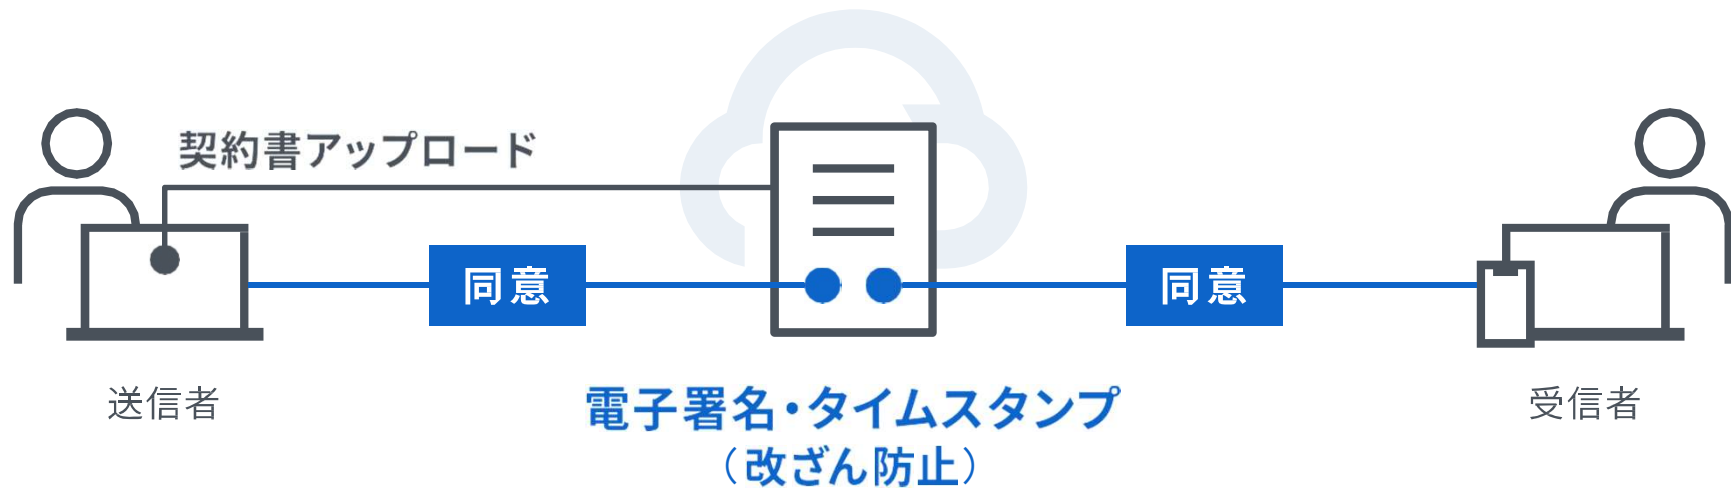 契約書アップロード
同意
同意
送信者
電子署名・タイムスタンプ
（改ざん防止）
受信者